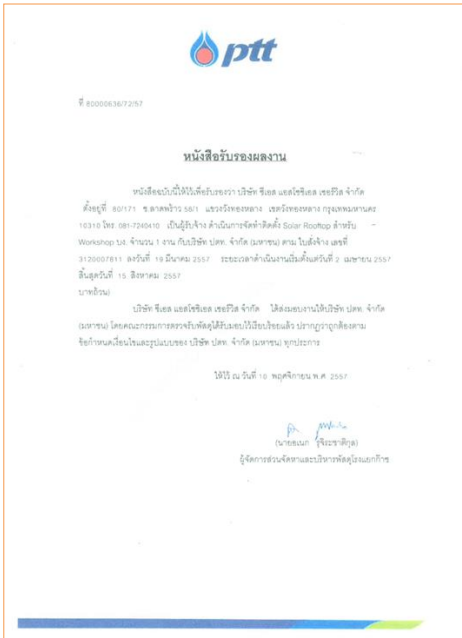 ptt
ที่ 80000636/72/57
หนังสือรับรองผลงาน
หนังสือฉบับนี้ให้ไว้เพื่อรับรองว่า บริษัท ซีเอส แอสโซซิเอส เซอร์วิส จำกัด
ตั้งอยู่ที่ 80/171 ซ.ลาดพร้าว 58/1 แขวงวังทองหลาง เขตวังทองหลาง กรุงเทพมหานคร
10310 โทร 081-7240410 เป็นผู้รับจ้าง ดำเนินการจัดทำติดตั้ง Solar Rooftop สำหรับ
Workshop บง. จำนวน 1 งาน กับบริษัท ปตท. จำกัด (มหาชน) ตาม ใบสั่งจ้าง เลขที่
3120007811 ลงวันที่ 19 มีนาคม 2557 ระยะเวลาดำเนินงานเริ่มตั้งแต่วันที่ 2 เมษายน 2557
สิ้นสุดวันที่ 15 สิงหาคม 2557
บาทถ้วน)
บริษัท ซีเอส แอสโซซิเอส เซอร์วิส จำกัด ได้ส่งมอบงานให้บริษัท ปตท. จำกัด
(มหาชน) โดยคณะกรรมการตรวจรับพัสดุได้รับมอบไว้เรียบร้อยแล้ว ปรากฏว่าถูกต้องตาม
ข้อกำหนดเงื่อนไขและรูปแบบของ บริษัท ปตท. จำกัด (มหาชน) ทุกประการ
ให้ไว้ ณ วันที่ 10 พฤศจิกายน พ.ศ. 2557
(นายอเนก รุจิระชาติกุล)
ผู้จัดการส่วนจัดหาและบริหารพัสดุโรงแยกก๊าซ